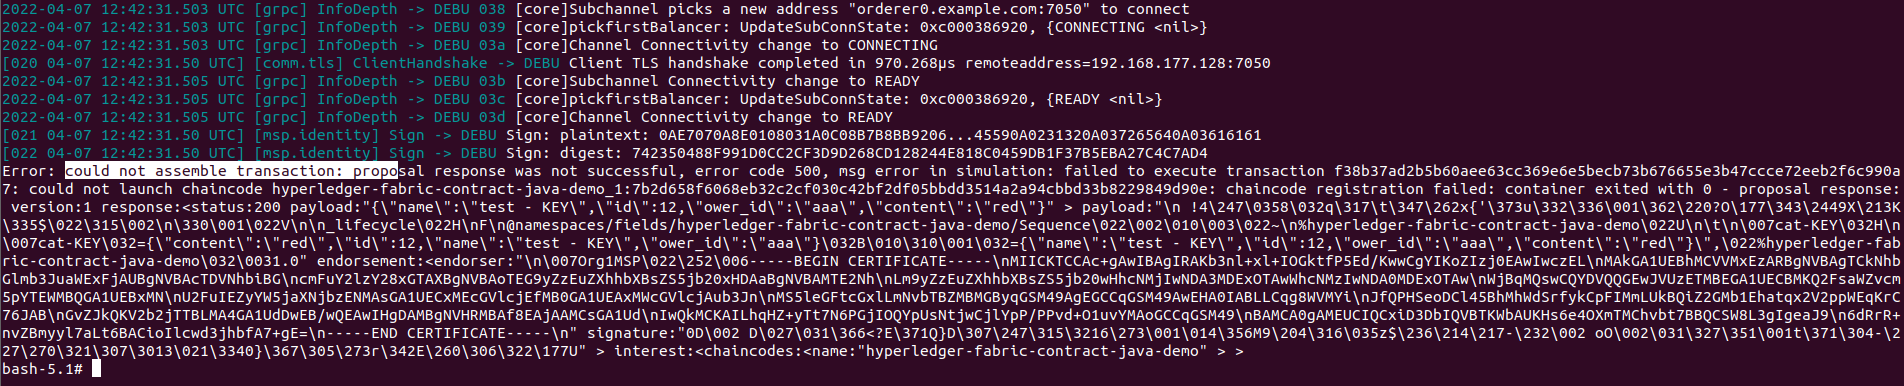 2022-04-07 12:42:31.503 UTC [grpc] InfoDepth -> DEBU 038 [core]Subchannel picks a new address "orderer0.example.com:7050" to connect
2022-04-07 12:42:31.503 UTC [grpc] InfoDepth -> DEBU 039 [core]pickfirstBalancer: UpdateSubConnState: 0xc000386920, {CONNECTING <nil>}
2022-04-07 12:42:31.503 UTC [grpc] InfoDepth -> DEBU 03a [core]Channel Connectivity change to CONNECTING
[020 04-07 12:42:31.50 UTC] [comm.tls] ClientHandshake -> DEBU Client TLS handshake completed in 970.268µs remoteaddress=192.168.177.128:7050
2022-04-07 12:42:31.505 UTC [grpc] InfoDepth -> DEBU 03b [core]Subchannel Connectivity change to READY
2022-04-07 12:42:31.505 UTC [grpc] InfoDepth -> DEBU 03c [core]pickfirstBalancer: UpdateSubConnState: 0xc000386920, {READY <nil>}
2022-04-07 12:42:31.505 UTC [grpc] InfoDepth -> DEBU 03d [core]Channel Connectivity change to READY
[021 04-07 12:42:31.50 UTC] [msp.identity] Sign -> DEBU Sign: plaintext: 0AE7070A8E0108031A0C08B7B8BB9206...45590A0231320A037265640A03616161
[022 04-07 12:42:31.50 UTC] [msp.identity] Sign -> DEBU Sign: digest: 742350488F991D0CC2CF3D9D268CD128244E818C0459DB1F37B5EBA27C4C7AD4
Error: could not assemble transaction: proposal response was not successful, error code 500, msg error in simulation: failed to execute transaction f38b37ad2b5b60aee63cc369e6e5becb73b676655e3b47ccce72eeb2f6c990a
7: could not launch chaincode hyperledger-fabric-contract-java-demo_1:7b2d658f6068eb32c2cf030c42bf2df05bbdd3514a2a94cbbd33b8229849d90e: chaincode registration failed: container exited with 0 - proposal response:
version:1 response:<status:200 payload:"{\"name\":\"test - KEY\",\"id\":12,\"ower_id\":\"aaa\",\"content\":\"red\"}" > payload:"\n !4\247\0358\032q\317\t\347\262x{'\373u\332\336\001\362\220?O\177\343\2449X\213K
\335$\022\315\002\n\330\001\022V\n\n_lifecycle\022H\nF\n@namespaces/fields/hyperledger-fabric-contract-java-demo/Sequence\022\002\010\003\022~\n%hyperledger-fabric-contract-java-demo\022U\n\t\n\007cat-KEY\032H\n
\007cat-KEY\032={\"content\":\"red\",\"id\":12,\"name\":\"test - KEY\",\"ower_id\":\"aaa\"}\032B\010\310\001\032={\"name\":\"test - KEY\",\"id\":12,\"ower_id\":\"aaa\",\"content\":\"red\"}\",\022%hyperledger-fab
ric-contract-java-demo\032\0031.0" endorsement:<endorser:"\n\007Org1MSP\022\252\006-----BEGIN CERTIFICATE-----\nMIICKTCCAc+gAwIBAgIRAKb3nl+xl+IOGktfP5Ed/KwwCgYIKoZIzj0EAwIwczEL\nMAkGA1UEBhMCVVMxEzARBgNVBAgTCkNhb
Glmb3JuaWExFjAUBgNVBAcTDVNhbiBG\ncmFuY2lzY28xGTAXBgNVBAoTEG9yZzEuZXhhbXBsZS5jb20xHDAaBgNVBAMTE2Nh\nLm9yZzEuZXhhbXBsZS5jb20wHhcNMjIwNDA3MDExOTAwWhcNMzIwNDA0MDExOTAw\nWjBqMQswCQYDVQQGEwJVUzETMBEGA1UECBMKQ2FsaWZvcm
5pYTEWMBQGA1UEBxMN\nU2FuIEZyYW5jaXNjbzENMAsGA1UECxMEcGVlcjEfMB0GA1UEAxMWcGVlcjAub3Jn\nMS5leGFtcGxlLmNvbTBZMBMGByqGSM49AgEGCCqGSM49AwEHA0IABLLCqg8WVMYi\nJfQPHSeoDCl45BhMhWdSrfykCpFIMmLUkBQiZ2GMb1Ehatqx2V2ppWEqKrC
76JAB\nGvZJkQKV2b2jTTBLMA4GA1UdDwEB/wQEAwIHgDAMBgNVHRMBAf8EAjAAMCsGA1Ud\nIwQkMCKAILhqHZ+yTt7N6PGjIOQYpUsNtjwCjlYpP/PPvd+O1uvYMAoGCCqGSM49\nBAMCA0gAMEUCIQCxiD3DbIQVBTKWbAUKHs6e4OXmTMChvbt7BBQCSW8L3gIgeaJ9\n6dRrR+
nvZBmyyl7aLt6BACioIlcwd3jhbfA7+gE=\n-----END CERTIFICATE-----\n" signature:"0D\002 D\027\031\366<?E\371Q}D\307\247\315\3216\273\001\014\356M9\204\316\035z$\236\214\217-\232\002 oO\002\031\327\351\001t\371\304-\2
27\270\321\307\3013\021\3340}\367\305\273r\342E\260\306\322\177U" > interest:<chaincodes:<name:"hyperledger-fabric-contract-java-demo" > >
bash-5.1#